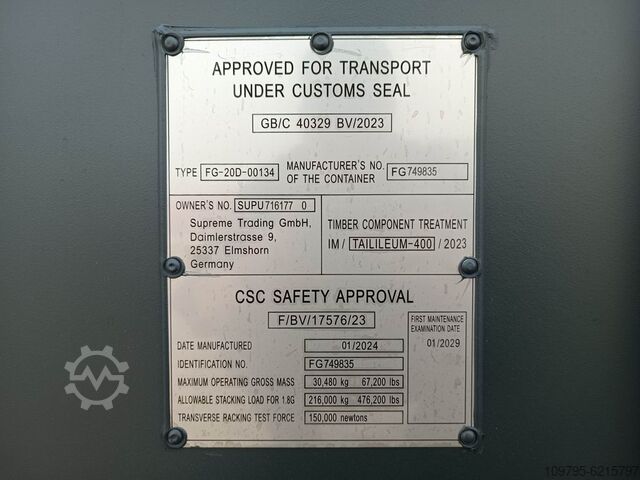 APPROVED FOR TRANSPORT
UNDER CUSTOMS SEAL
GB/C 40329 BV/2023
TYPE FG-20D-00134 MANUFACTURER'S NO. OF THE CONTAINER FG749835
OWNER'S NO. SUPU716177 0
Supreme Trading GmbH,
Daimlerstrasse 9,
25337 Elmshorn
Germany
TIMBER COMPONENT TREATMENT
IM / TAILILEUM-400 / 2023
CSC SAFETY APPROVAL
F/BV/17576/23
DATE MANUFACTURED 01/2024
IDENTIFICATION NO. FG749835
MAXIMUM OPERATING GROSS MASS 30,480 kg 67,200 lbs
ALLOWABLE STACKING LOAD FOR 1.8G 216,000 kg 476,200 lbs
TRANSVERSE RACKING TEST FORCE 150,000 newtons
FIRST MAINTENANCE
EXAMINATION DATE
01/2029
109795-6215797